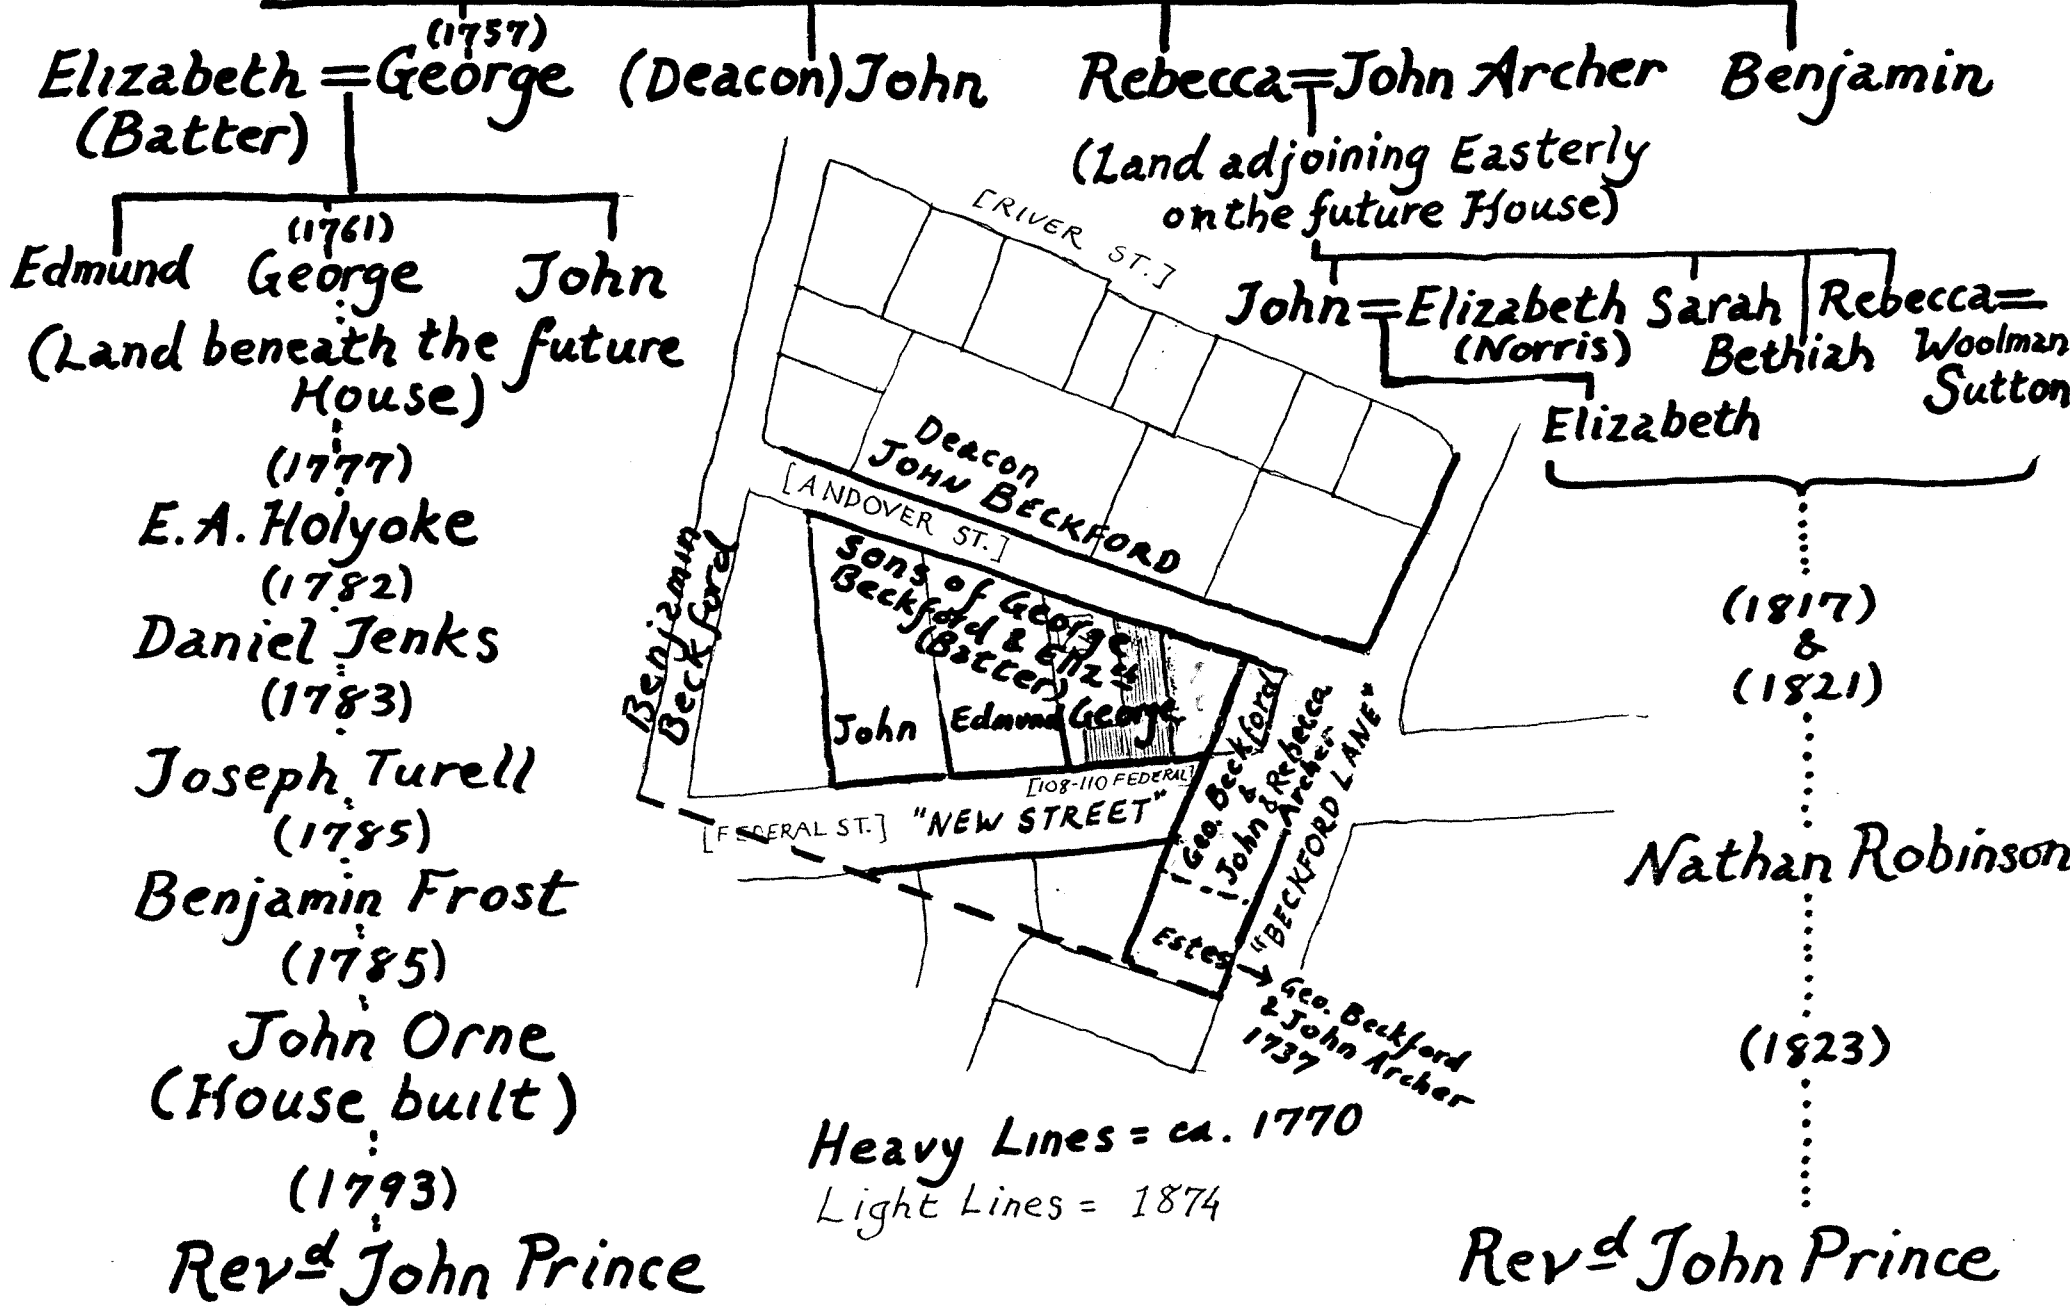 (1757)
Elizabeth = George (Deacon) John Rebecca = John Archer Benjamin
(Batter)
(Land adjoining Easterly
on the future House)
(1761)
Edmund George John
(Land beneath the future
House)
(1777)
E.A. Holyoke
(1782)
Daniel Jenks
(1783)
Joseph Turell
(1785)
Benjamin Frost
(1785)
John Orne
(House built)
(1793)
Revd John Prince
[RIVER ST.]
Deacon
JOHN BECKFORD
[ANDOVER ST.]
Benjamin
Beckford
Sons of George
Beckford & Eliz th
(Batter)
John Edmund George
[108-110 FEDERAL]
[FEDERAL ST.] "NEW STREET"
Geo. Beckford
&
John & Rebecca
Archer
"BECKFORD LANE"
Estes → Geo. Beckford
& John Archer
1737
Heavy Lines = ca. 1770
Light Lines = 1874
John = Elizabeth Sarah Rebecca =
(Norris) Bethiah Woolman
Sutton
Elizabeth
(1817)
&
(1821)
Nathan Robinson
(1823)
Revd John Prince